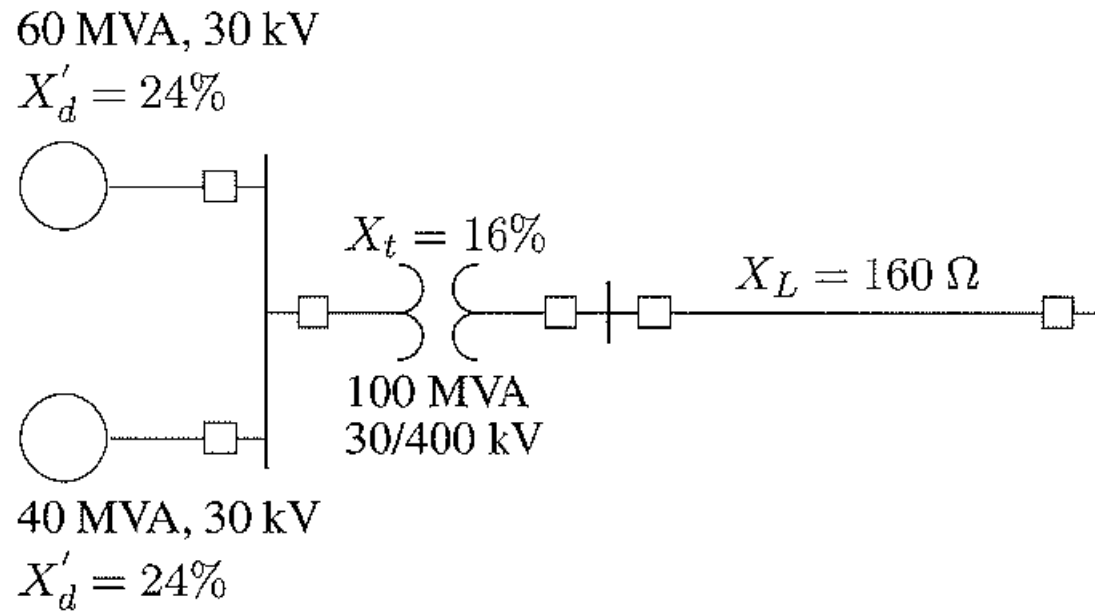 60 MVA, 30 kV
X'_d = 24%
X_t = 16%
X_L = 160 Ω
100 MVA
30/400 kV
40 MVA, 30 kV
X'_d = 24%